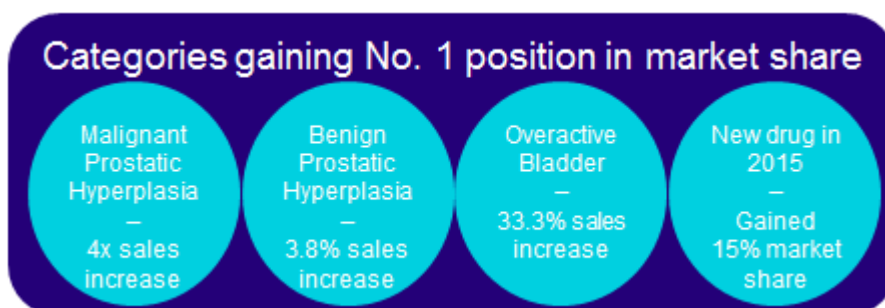 Categories gaining No. 1 position in market share
Malignant
Prostatic
Hyperplasia
–
4x sales
increase
Benign
Prostatic
Hyperplasia
–
3.8% sales
increase
Overactive
Bladder
–
33.3% sales
increase
New drug in
2015
–
Gained
15% market
share